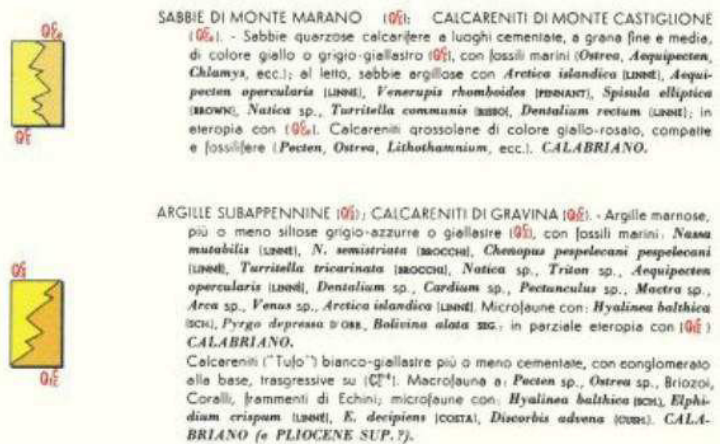 SABBIE DI MONTE MARANO (Q); CALCARENITI DI MONTE CASTIGLIONE
- Sabbie quarzose calcarifere a luoghi cementate, a grana fine e media,
di colore giallo o grigio-giallastro, con fossili marini (Ostrea, Aequipecten,
Chlamys, ecc.); al letto, sabbie argillose con Arctica islandica (LINNÉ), Aequi-
pecten opercularis (LINNÉ), Venerupis rhomboides (PENNANT), Spisula elliptica
(BROWN), Natica sp., Turritella communis (RISSO), Dentalium rectum (LINNÉ); in
eteropia con. Calcareniti grossolane di colore giallo-rosato, compatte
e fossilifere (Pecten, Ostrea, Lithothamnium, ecc.). CALABRIANO.
ARGILLE SUBAPPENNINE; CALCARENITI DI GRAVINA. - Argille marnose,
più o meno siltose grigio-azzurre o giallastre, con fossili marini: Nassa
mutabilis (LINNÉ), N. semistriata (BROCCHI), Chenopus pespelecani pespelecani
(LINNÉ), Turritella tricarinata (BROCCHI), Natica sp., Triton sp., Aequipecten
opercularis (LINNÉ), Dentalium sp., Cardium sp., Pectunculus sp., Mactra sp.,
Arca sp., Venus sp., Arctica islandica (LINNÉ). Microfaune con: Hyalinea balthica
(SCH.), Pyrgo depressa D'ORB., Bolivina alata SEG.; in parziale eteropia con
CALABRIANO.
Calcareniti ("Tufo") bianco-giallastre più o meno cementate, con conglomerato
alla base, trasgressive su. Macrofauna a: Pecten sp., Ostrea sp., Briozoi,
Coralli, frammenti di Echini; microfaune con: Hyalinea balthica (SCH.), Elphi-
dium crispum (LINNÉ), E. decipiens (COSTA), Discorbis advena (CUSH.). CALA-
BRIANO (e PLIOCENE SUP.?).